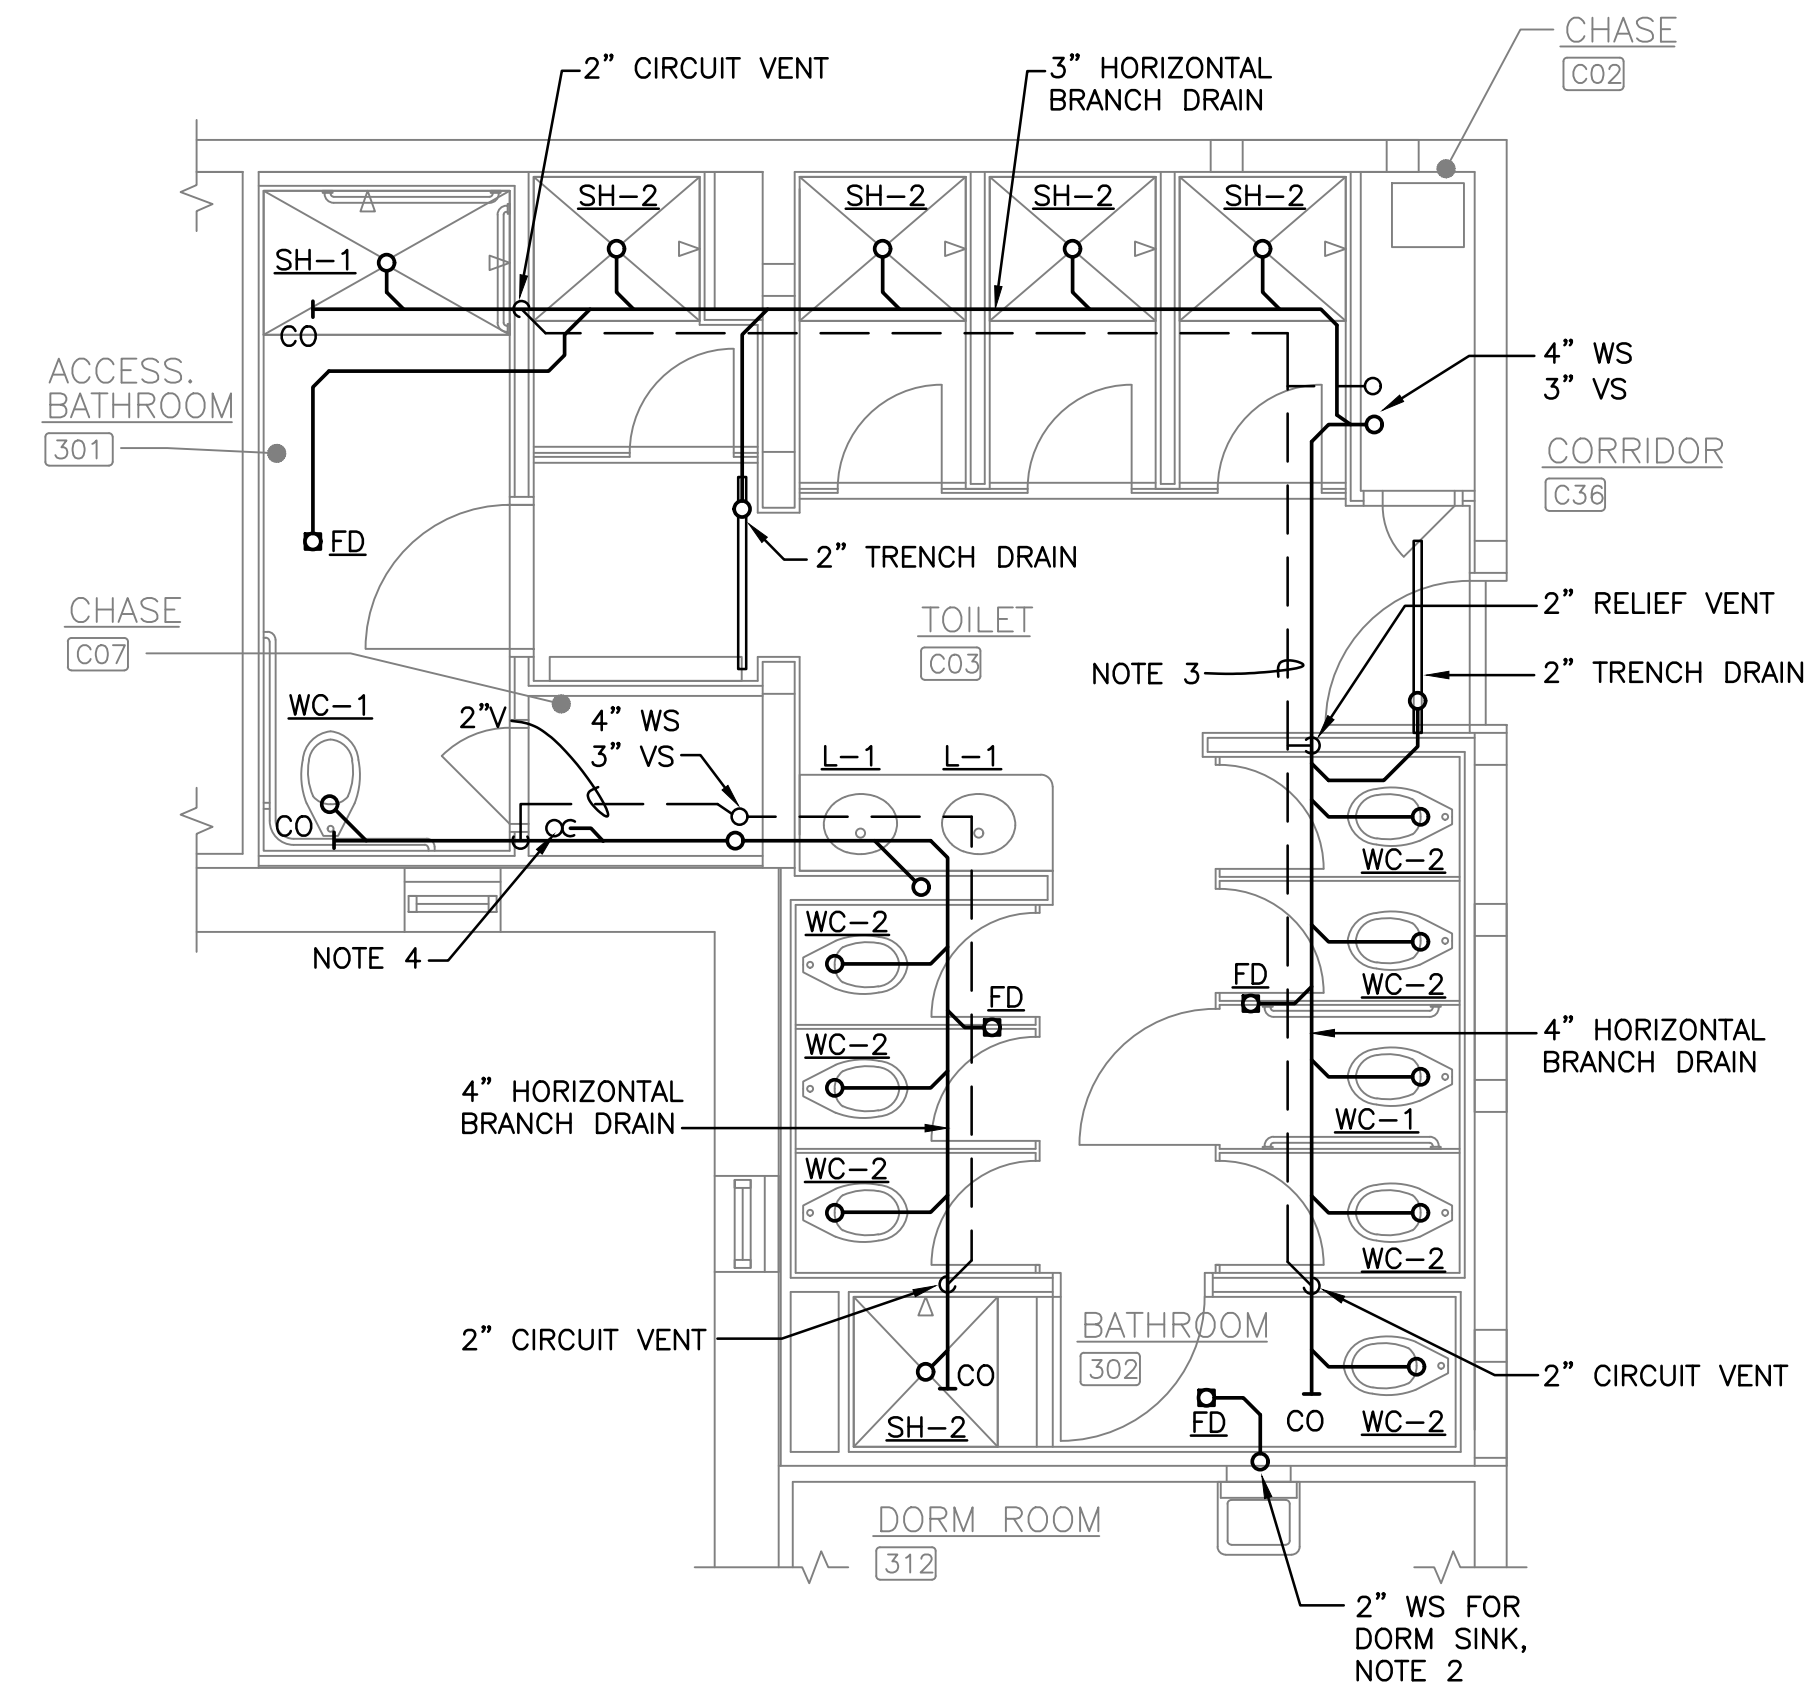 CHASE
C02
2” CIRCUIT VENT
3” HORIZONTAL
BRANCH DRAIN
SH-2
SH-2
SH-2
SH-2
SH-1
CO
ACCESS.
BATHROOM
301
4” WS
3” VS
CORRIDOR
C36
FD
2” TRENCH DRAIN
CHASE
C07
TOILET
C03
2” RELIEF VENT
NOTE 3
2” TRENCH DRAIN
WC-1
2”V
4” WS
3” VS
L-1
L-1
CO
WC-2
NOTE 4
WC-2
FD
FD
WC-2
WC-2
4” HORIZONTAL
BRANCH DRAIN
4” HORIZONTAL
BRANCH DRAIN
WC-1
WC-2
WC-2
2” CIRCUIT VENT
BATHROOM
302
2” CIRCUIT VENT
CO
SH-2
FD
CO
WC-2
DORM ROOM
312
2” WS FOR
DORM SINK,
NOTE 2